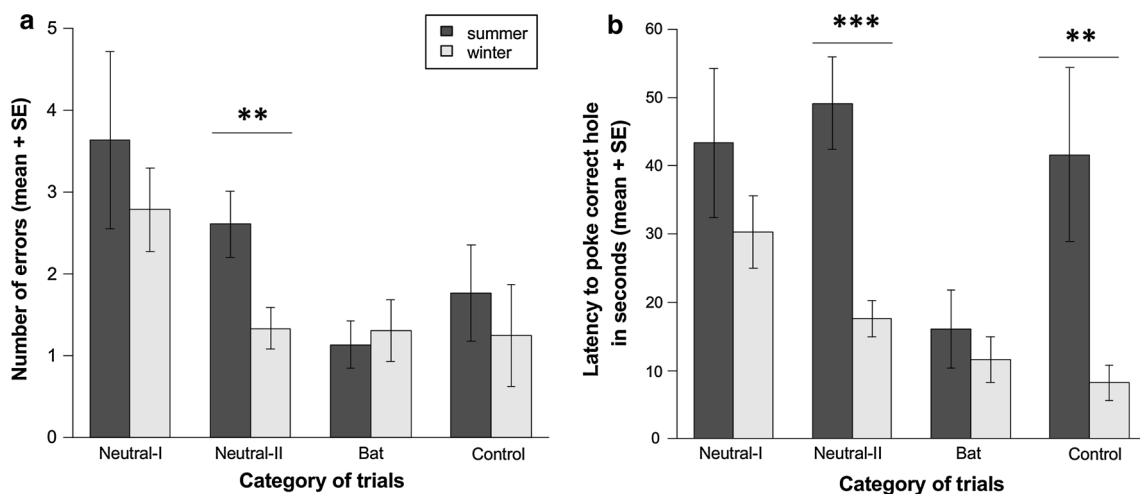 a
Number of errors (mean + SE)
5
4
3
2
1
0
summer
winter
**
Neutral-I Neutral-II Bat Control
Category of trials
b
Latency to poke correct hole
in seconds (mean + SE)
60
50
40
30
20
10
0
***
**
Neutral-I Neutral-II Bat Control
Category of trials